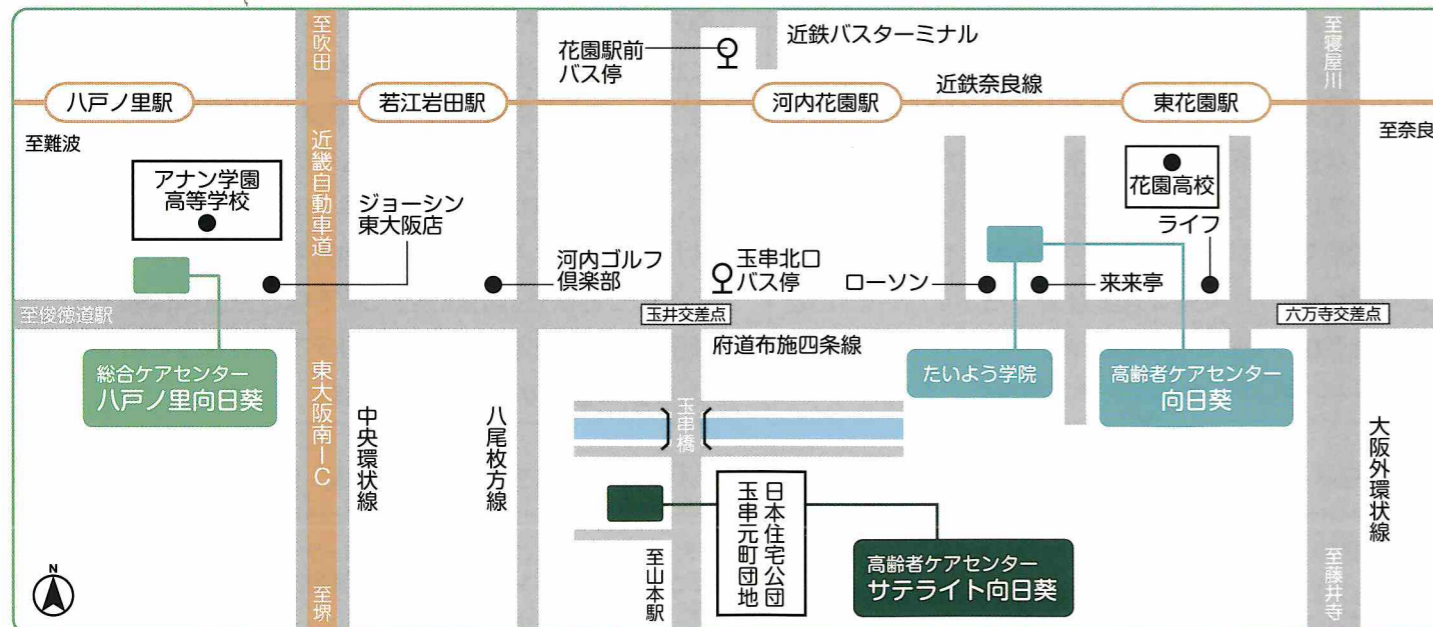 至吹田
近鉄バスターミナル
花園駅前
バス停
至寝屋川
八戸ノ里駅
若江岩田駅
河内花園駅
近鉄奈良線
東花園駅
至難波
至奈良
近畿自動車道
アナン学園
高等学校
ジョーシン
東大阪店
花園高校
ライフ
河内ゴルフ
倶楽部
玉串北口
バス停
ローソン
来来亭
至俊徳道駅
玉井交差点
六万寺交差点
府道布施四条線
総合ケアセンター
八戸ノ里向日葵
東大阪南IC
中央環状線
八尾枚方線
玉串橋
たいよう学院
高齢者ケアセンター
向日葵
大阪外環状線
日本住宅公団
玉串元町団地
高齢者ケアセンター
サテライト向日葵
至山本駅
至堺
至藤井寺
N